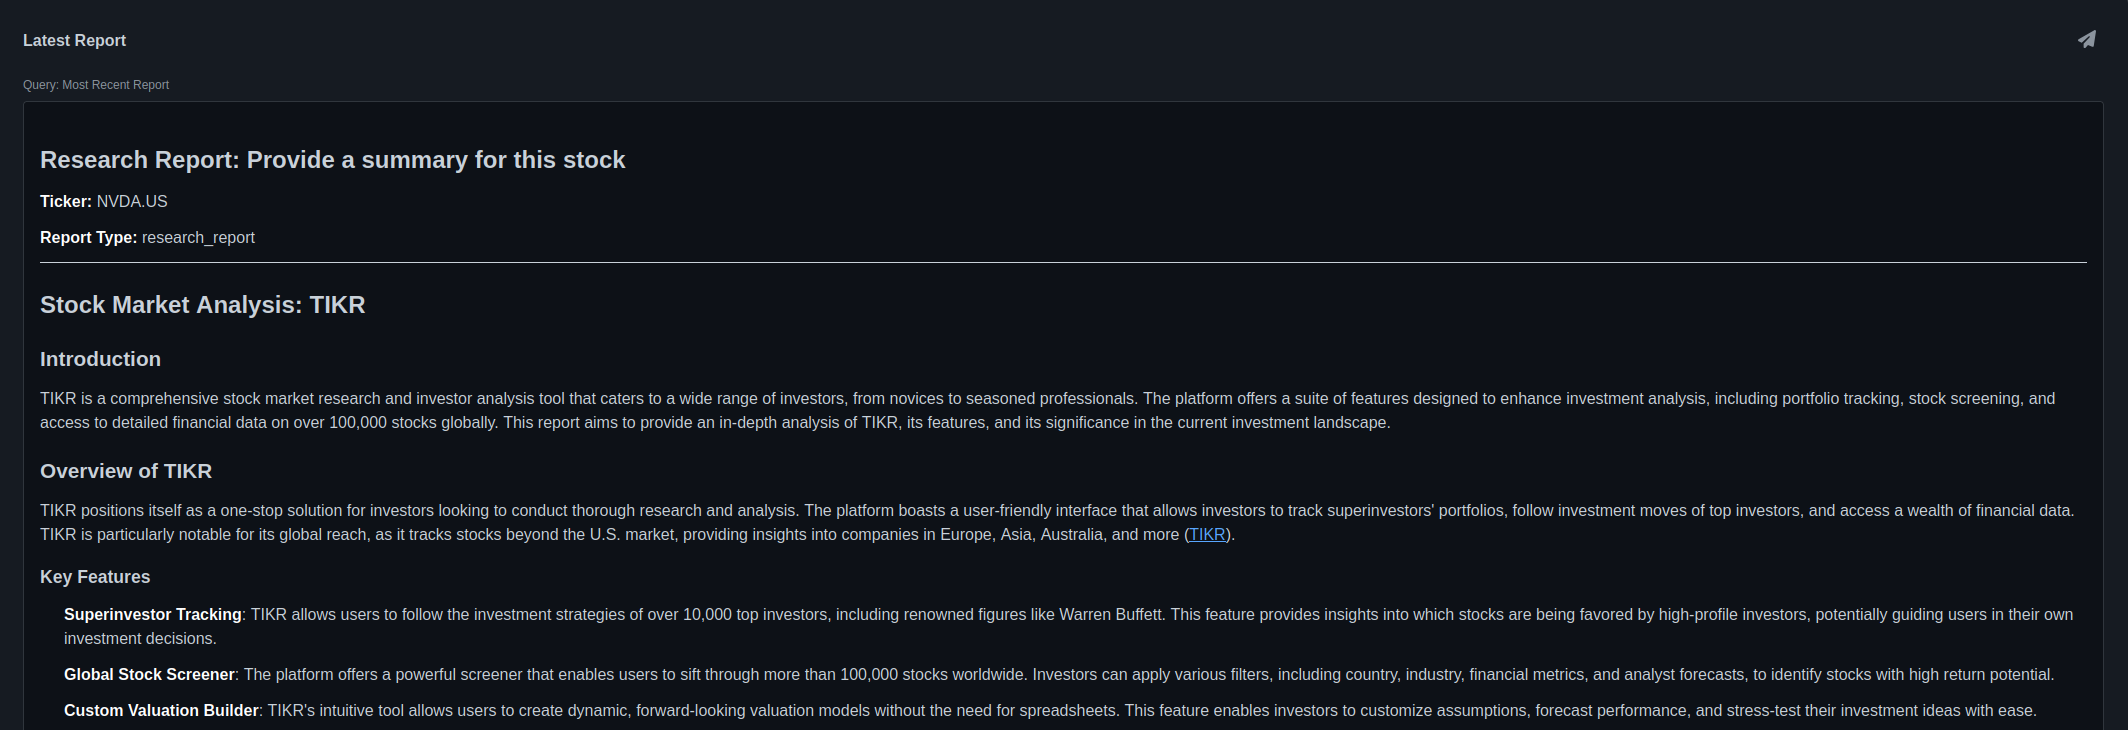 Latest Report
Query: Most Recent Report
Research Report: Provide a summary for this stock
Ticker: NVDA.US
Report Type: research_report
Stock Market Analysis: TIKR
Introduction
TIKR is a comprehensive stock market research and investor analysis tool that caters to a wide range of investors, from novices to seasoned professionals. The platform offers a suite of features designed to enhance investment analysis, including portfolio tracking, stock screening, and
access to detailed financial data on over 100,000 stocks globally. This report aims to provide an in-depth analysis of TIKR, its features, and its significance in the current investment landscape.
Overview of TIKR
TIKR positions itself as a one-stop solution for investors looking to conduct thorough research and analysis. The platform boasts a user-friendly interface that allows investors to track superinvestors' portfolios, follow investment moves of top investors, and access a wealth of financial data.
TIKR is particularly notable for its global reach, as it tracks stocks beyond the U.S. market, providing insights into companies in Europe, Asia, Australia, and more (TIKR).
Key Features
Superinvestor Tracking: TIKR allows users to follow the investment strategies of over 10,000 top investors, including renowned figures like Warren Buffett. This feature provides insights into which stocks are being favored by high-profile investors, potentially guiding users in their own
investment decisions.
Global Stock Screener: The platform offers a powerful screener that enables users to sift through more than 100,000 stocks worldwide. Investors can apply various filters, including country, industry, financial metrics, and analyst forecasts, to identify stocks with high return potential.
Custom Valuation Builder: TIKR's intuitive tool allows users to create dynamic, forward-looking valuation models without the need for spreadsheets. This feature enables investors to customize assumptions, forecast performance, and stress-test their investment ideas with ease.